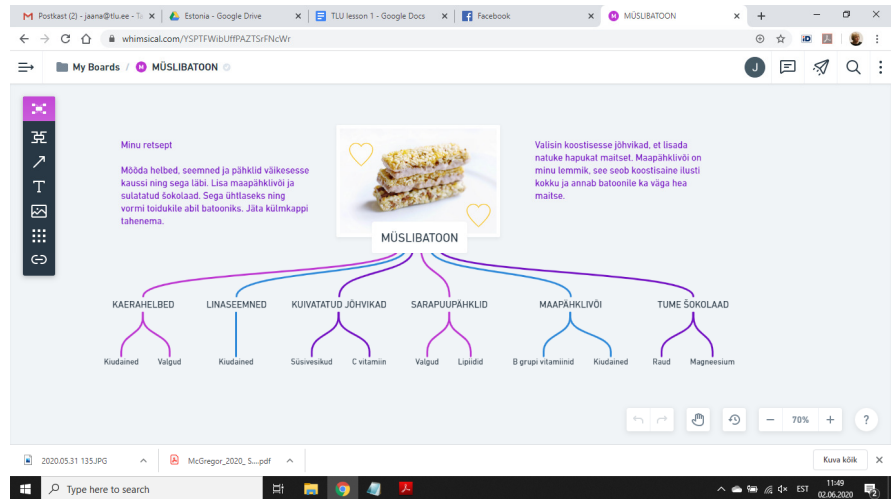 Postkast (2) - jaana@tlu.ee - Ta
Estonia - Google Drive
TLU lesson 1 - Google Docs
Facebook
MÜSLIBATOON
whimsical.com/YSPTFWibUffPAZTSrFNcWr
My Boards / MÜSLIBATOON
J
Minu retsept
Mõõda helbed, seemned ja pähklid väikesesse
kaussi ning sega läbi. Lisa maapähklivõi ja
sulatatud šokolaad. Sega ühtlaseks ning
vormi toidukile abil batooniks. Jäta külmkappi
tahenema.
Valisin koostisesse jõhvikad, et lisada
natuke hapukat maitset. Maapähklivõi on
minu lemmik, see seob koostisaine ilusti
kokku ja annab batoonile ka väga hea
maitse.
MÜSLIBATOON
KAERAHELBED LINASEEMNED KUIVATATUD JÕHVIKAD SARAPUUPÄHKLID MAAPÄHKLIVÕI TUME ŠOKOLAAD
Kiudained Valgud Kiudained Süsivesikud C vitamiin Valgud Lipiidid B grupi vitamiinid Kiudained Raud Magneesium
70%
?
2020.05.31 135.JPG
McGregor_2020_S....pdf
Kuva kõik
Type here to search
EST
11:49
02.06.2020